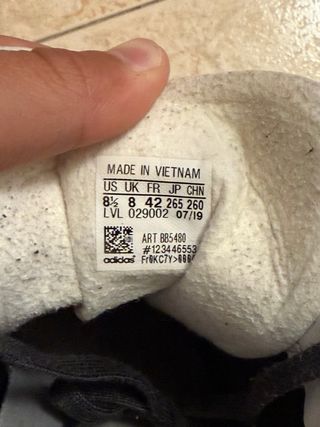 MADE IN VIETNAM
US UK FR JP CHN
8½ 8 42 265 260
LVL 029002 07/19
ART BB5480
#123446553
adidas